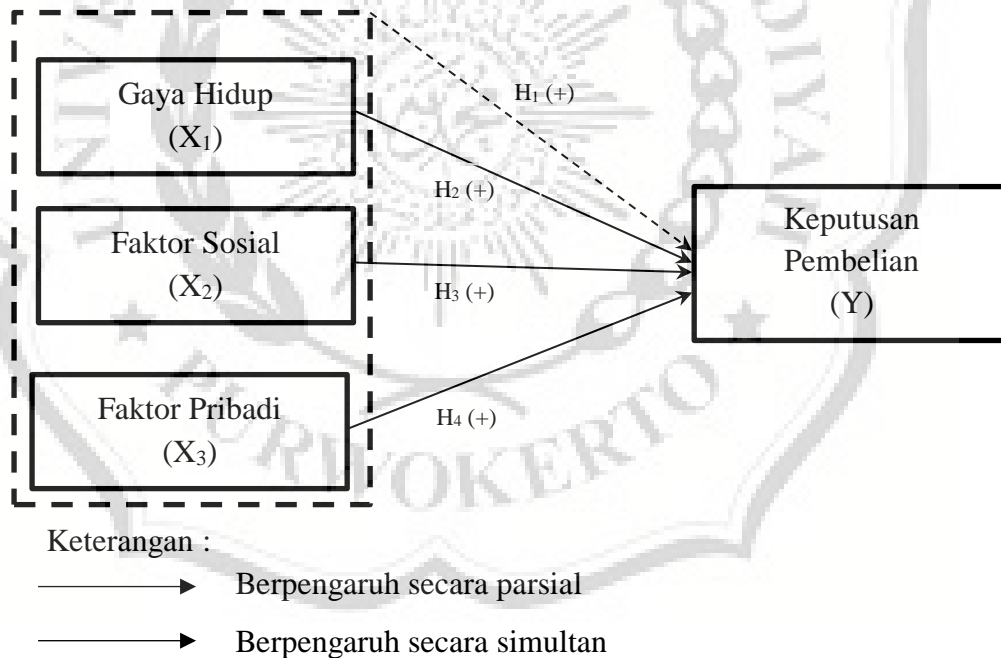 Gaya Hidup
(X₁)
Faktor Sosial
(X₂)
Faktor Pribadi
(X₃)
H₁ (+)
H₂ (+)
H₃ (+)
H₄ (+)
Keputusan
Pembelian
(Y)
PURWOKERTO
Keterangan :
Berpengaruh secara parsial
Berpengaruh secara simultan